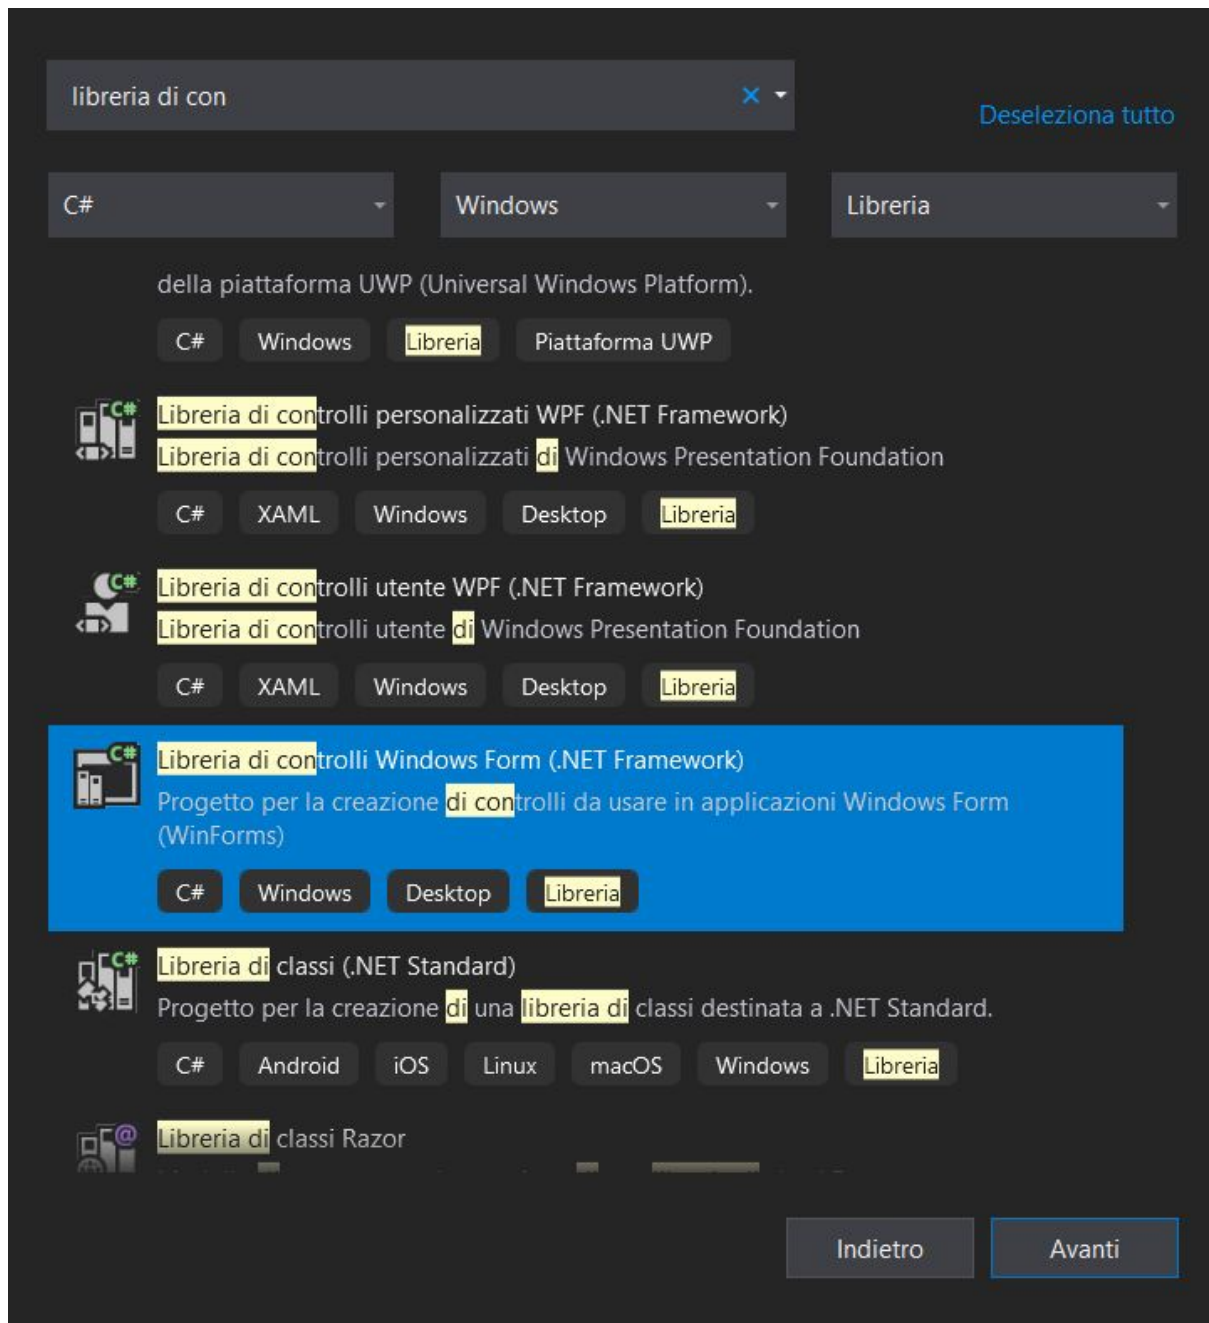 libreria di con
Deseleziona tutto
C# Windows Libreria
della piattaforma UWP (Universal Windows Platform).
C# Windows Libreria Piattaforma UWP
Libreria di controlli personalizzati WPF (.NET Framework)
Libreria di controlli personalizzati di Windows Presentation Foundation
C# XAML Windows Desktop Libreria
Libreria di controlli utente WPF (.NET Framework)
Libreria di controlli utente di Windows Presentation Foundation
C# XAML Windows Desktop Libreria
Libreria di controlli Windows Form (.NET Framework)
Progetto per la creazione di controlli da usare in applicazioni Windows Form
(WinForms)
C# Windows Desktop Libreria
Libreria di classi (.NET Standard)
Progetto per la creazione di una libreria di classi destinata a .NET Standard.
C# Android iOS Linux macOS Windows Libreria
Libreria di classi Razor
Indietro Avanti